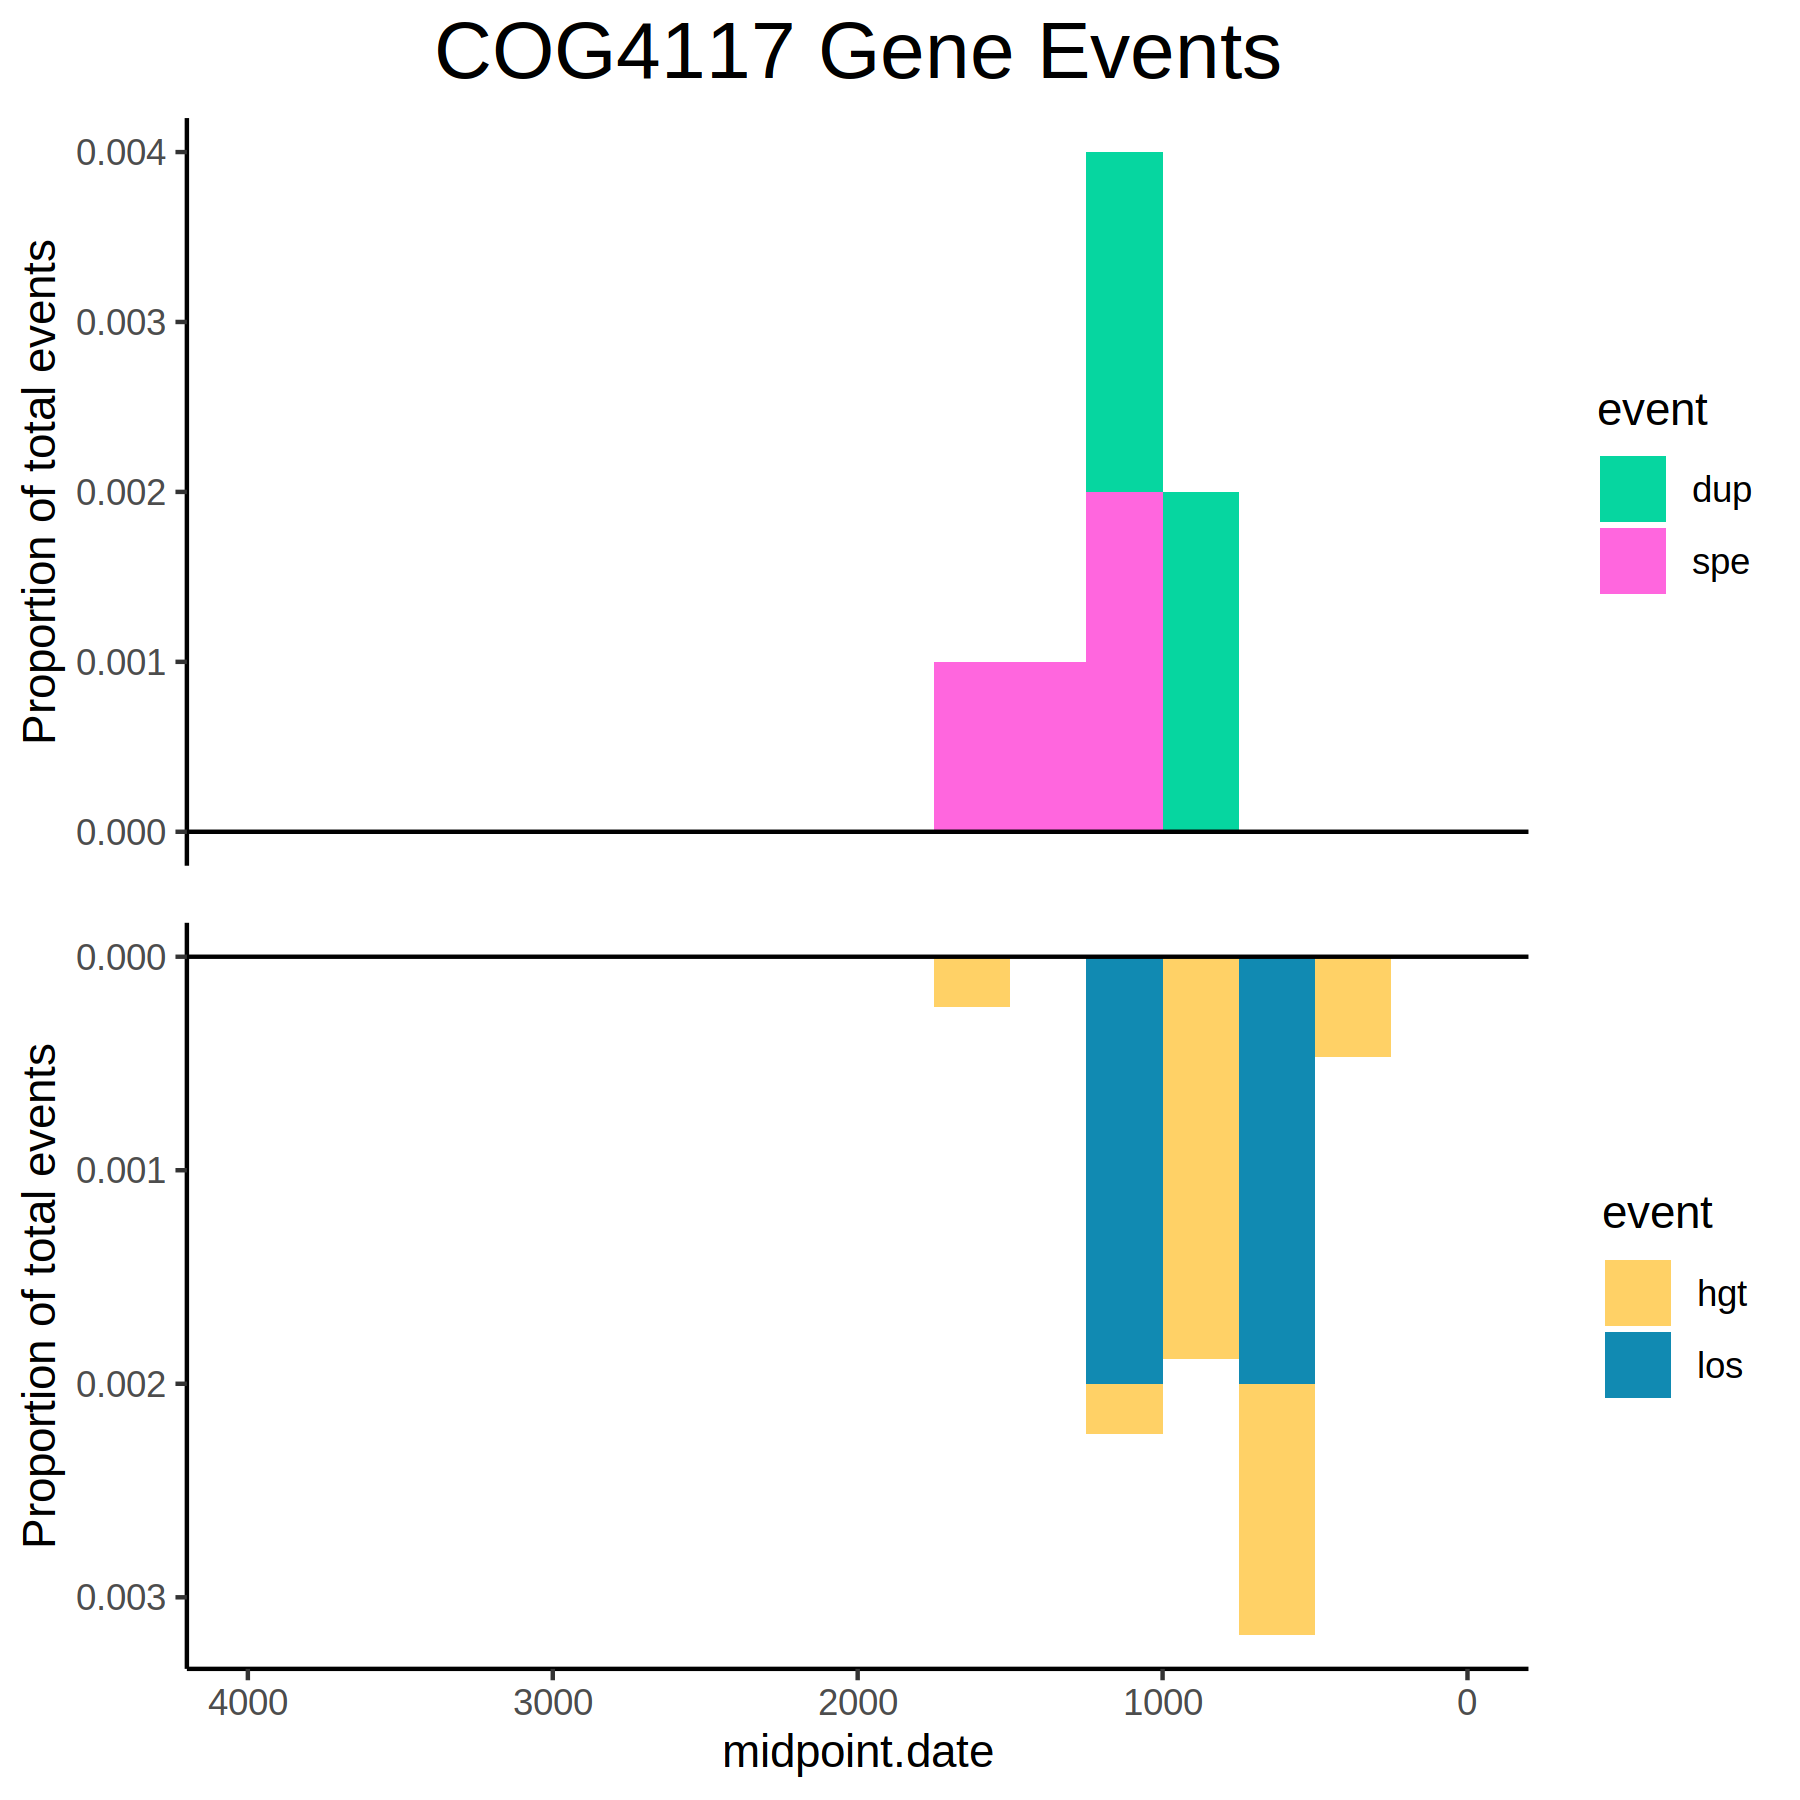 COG4117 Gene Events
Proportion of total events
0.004
0.003
0.002
0.001
0.000
event
dup
spe
Proportion of total events
0.000
0.001
0.002
0.003
event
hgt
los
4000 3000 2000 1000 0
midpoint.date